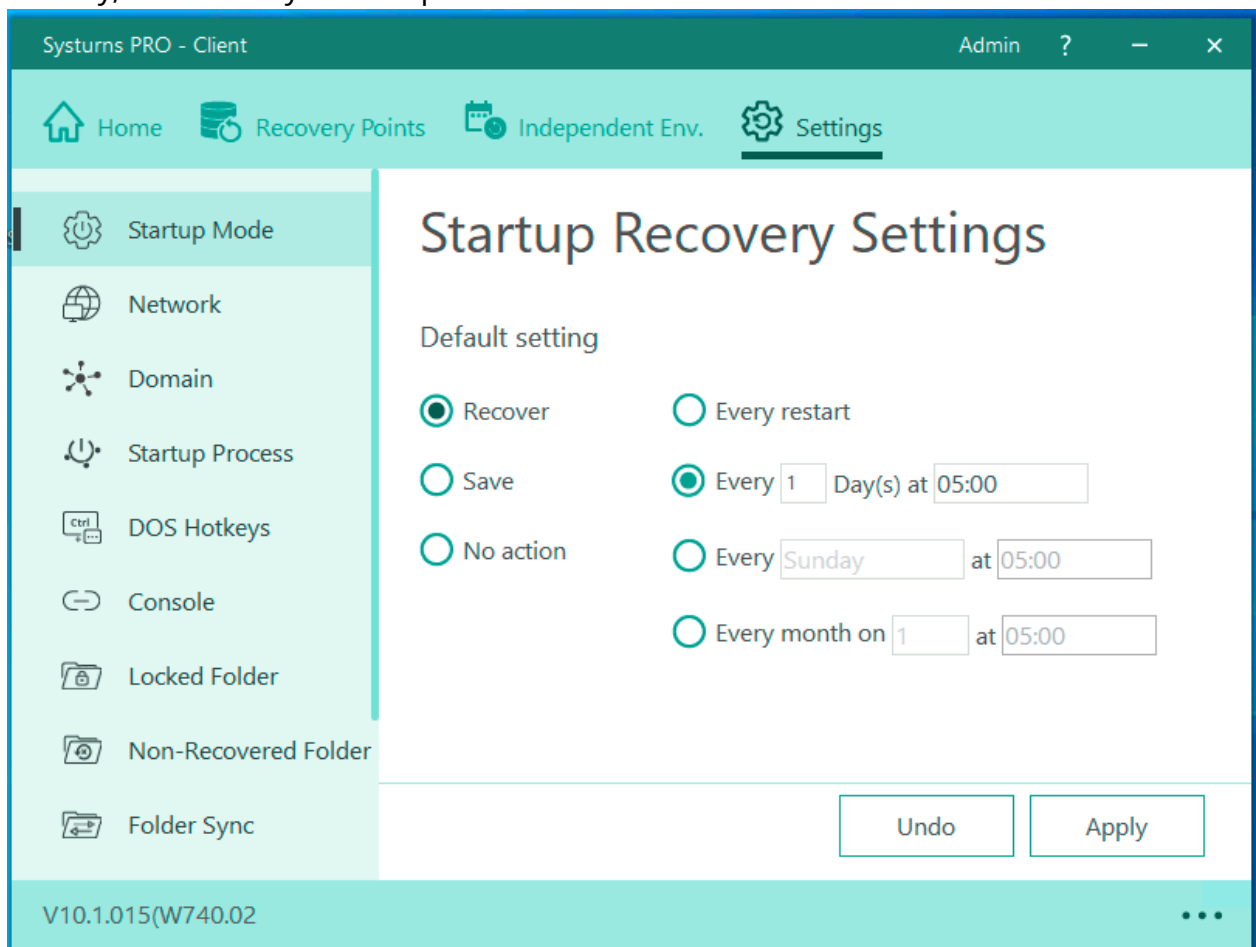 Systurns PRO - Client Admin ?
Home Recovery Points Independent Env. Settings
Startup Mode
Network
Domain
Startup Process
Ctrl
DOS Hotkeys
Console
Locked Folder
Non-Recovered Folder
Folder Sync
Startup Recovery Settings
Default setting
Recover
Save
No action
Every restart
Every 1 Day(s) at 05:00
Every Sunday at 05:00
Every month on 1 at 05:00
Undo Apply
V10.1.015(W740.02